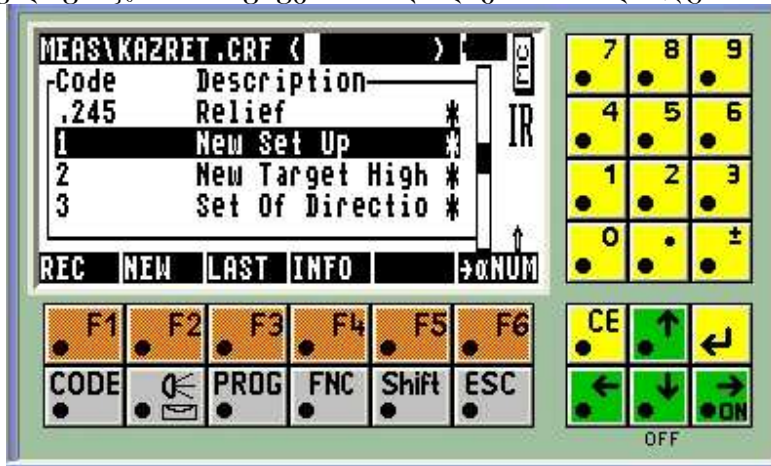 MEAS\KAZRET.CRF ( )
mc
Code Description
.245 Relief *
IR
1 New Set Up *
2 New Target High *
3 Set Of Directio *
REC NEW LAST INFO →αNUM
7 8 9
4 5 6
1 2 3
0 . ±
F1 F2 F3 F4 F5 F6
CE
CODE PROG FNC Shift ESC
ON
OFF